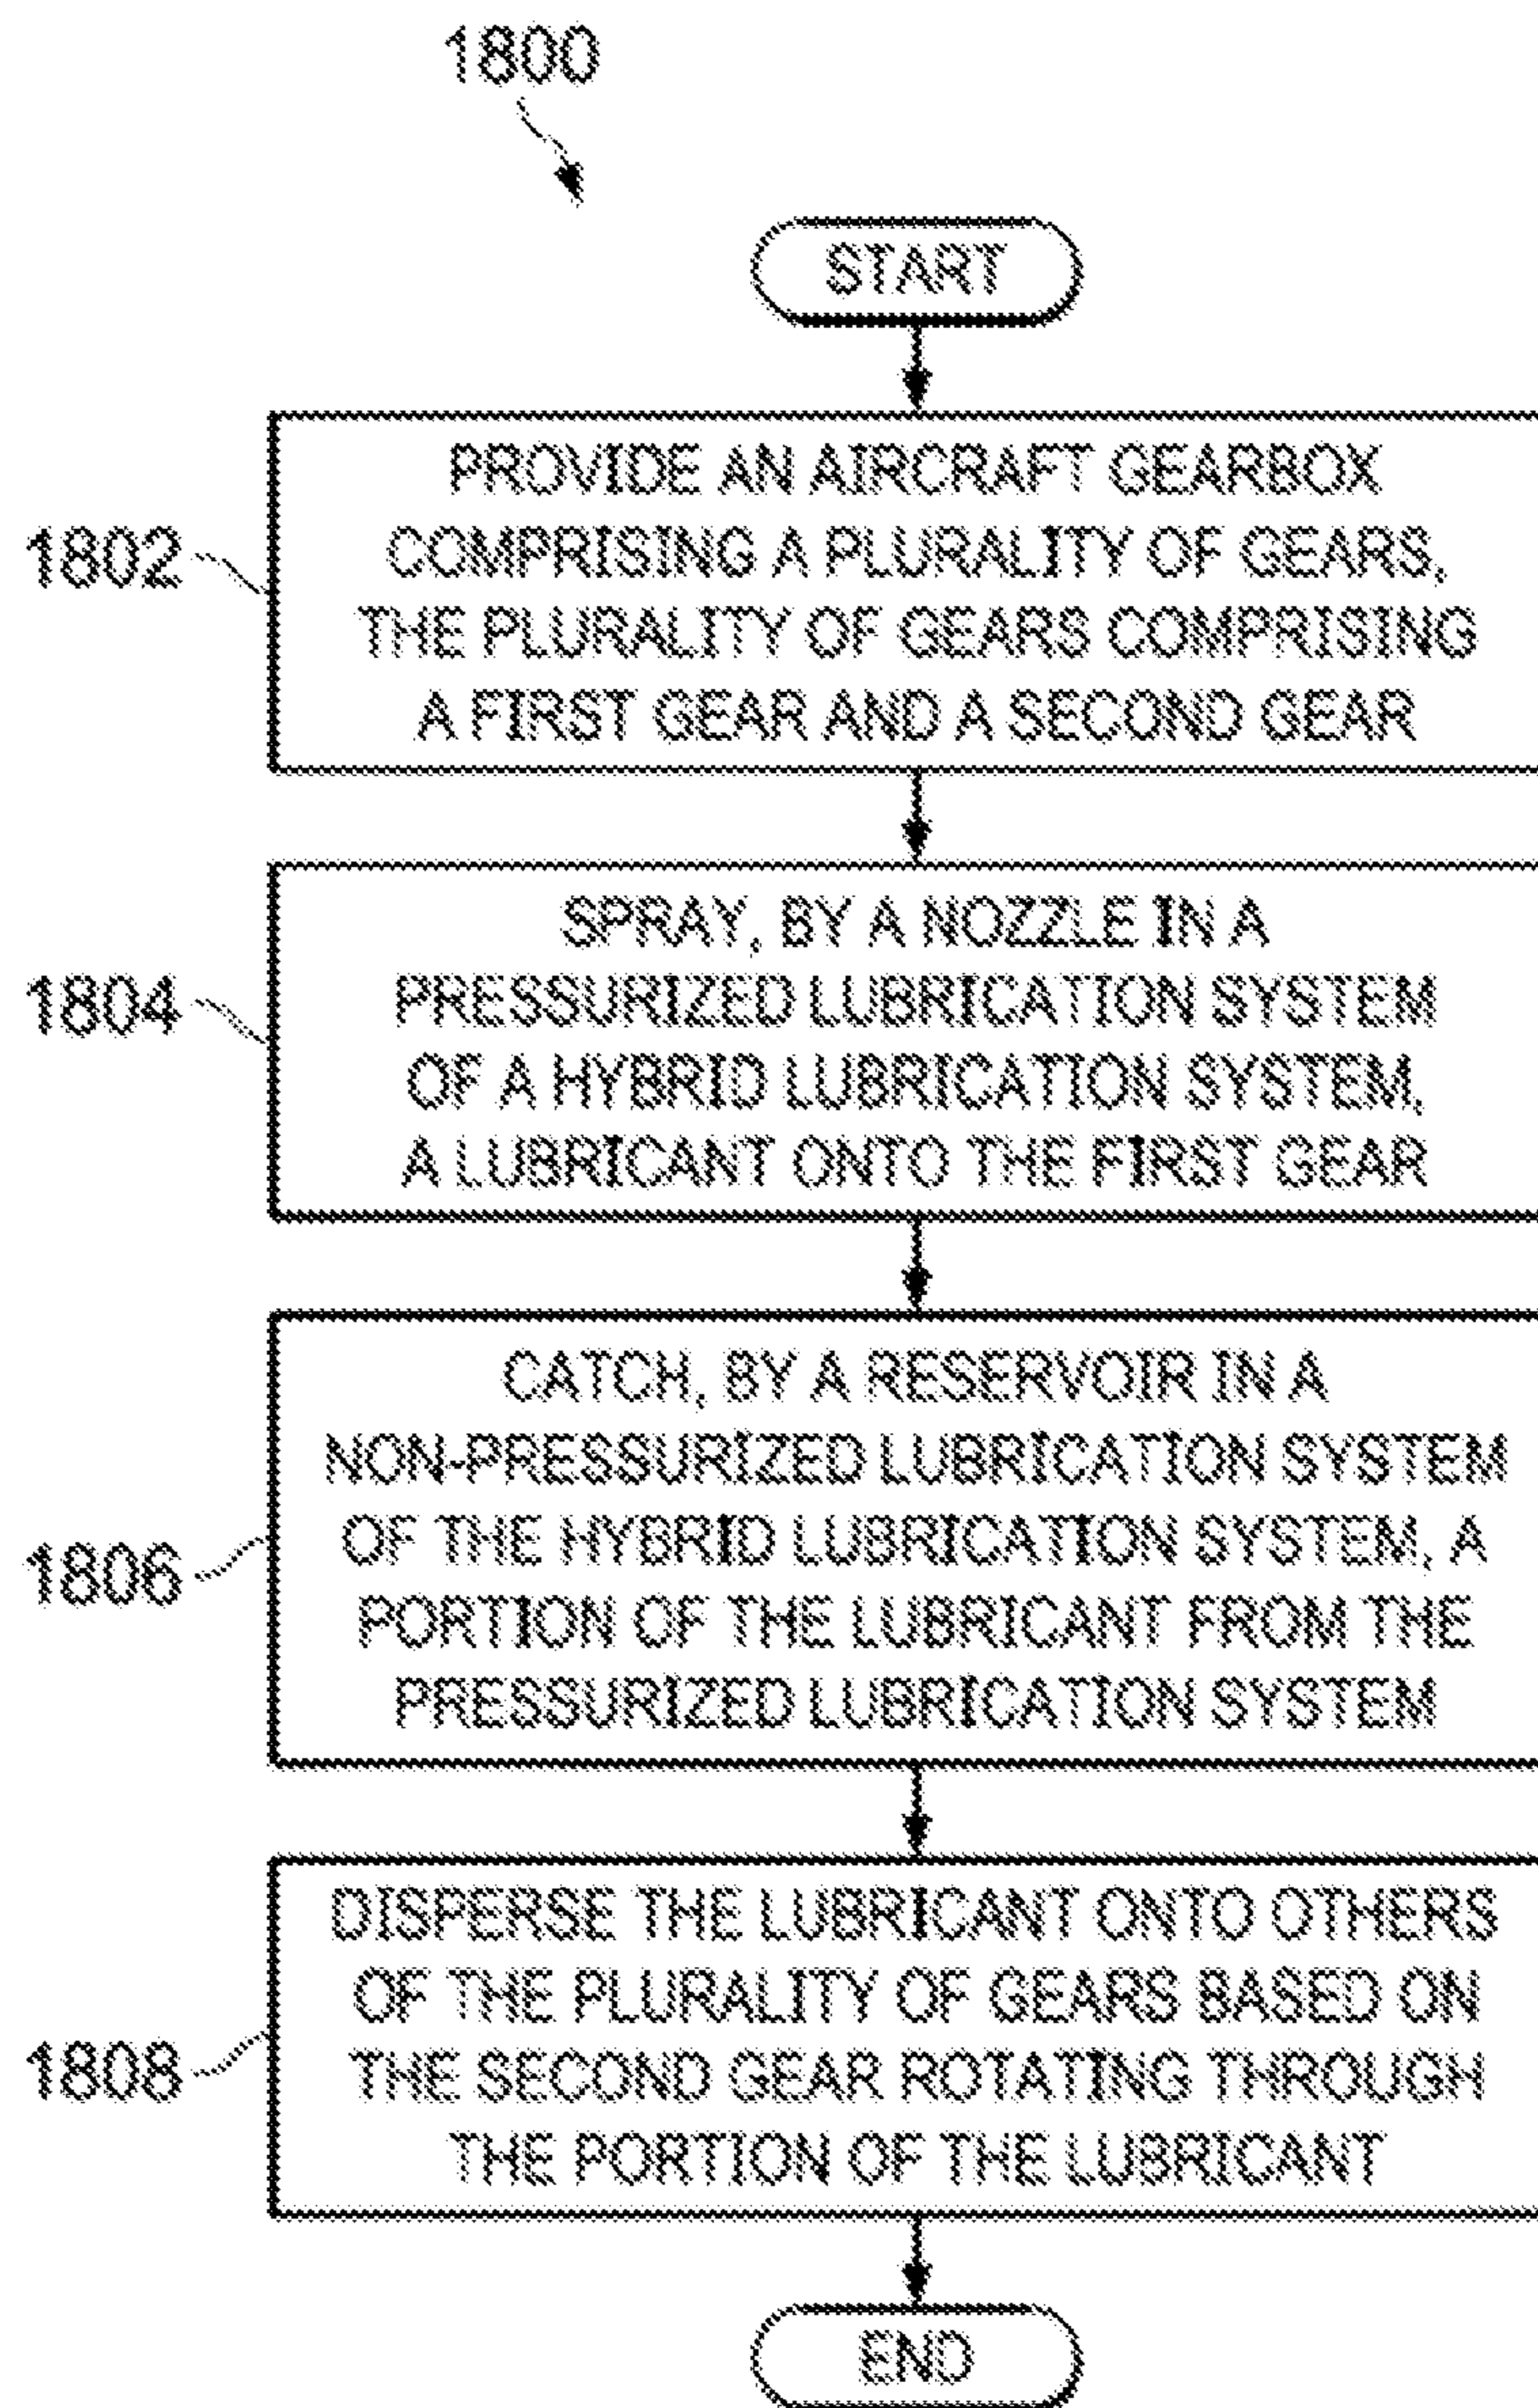 1800
START
1802
PROVIDE AN AIRCRAFT GEARBOX
COMPRISING A PLURALITY OF GEARS,
THE PLURALITY OF GEARS COMPRISING
A FIRST GEAR AND A SECOND GEAR
1804
SPRAY, BY A NOZZLE IN A
PRESSURIZED LUBRICATION SYSTEM
OF A HYBRID LUBRICATION SYSTEM,
A LUBRICANT ONTO THE FIRST GEAR
1806
CATCH, BY A RESERVOIR IN A
NON-PRESSURIZED LUBRICATION SYSTEM
OF THE HYBRID LUBRICATION SYSTEM, A
PORTION OF THE LUBRICANT FROM THE
PRESSURIZED LUBRICATION SYSTEM
1808
DISPERSE THE LUBRICANT ONTO OTHERS
OF THE PLURALITY OF GEARS BASED ON
THE SECOND GEAR ROTATING THROUGH
THE PORTION OF THE LUBRICANT
END